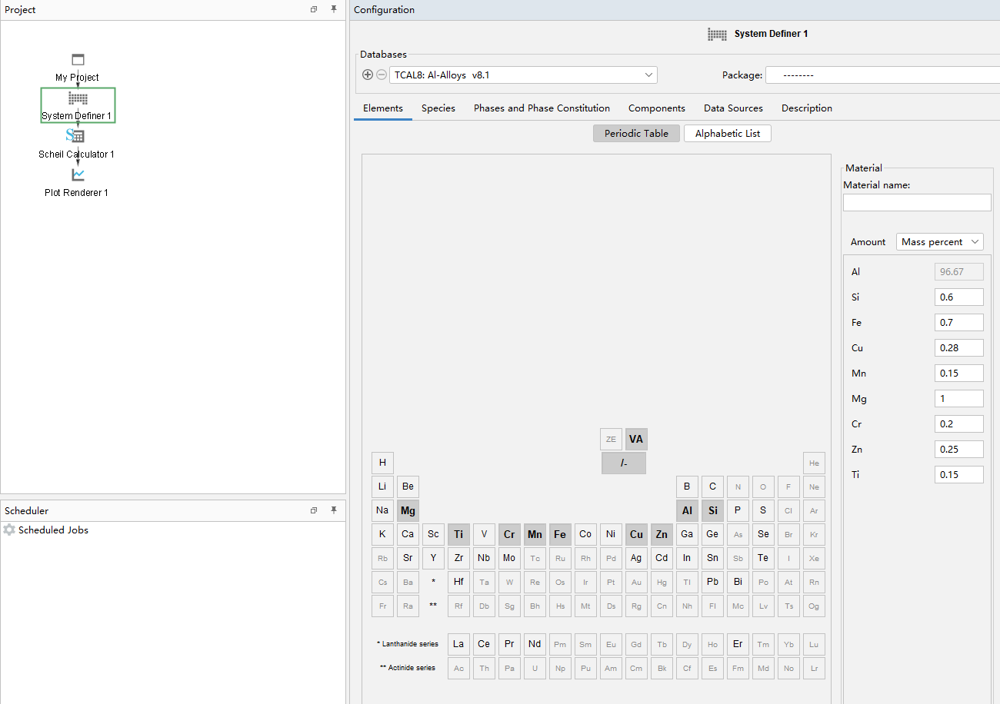 Project
My Project
System Definer 1
Scheil Calculator 1
Plot Renderer 1
Scheduler
Scheduled Jobs
Configuration
System Definer 1
Databases
TCAL8: Al-Alloys v8.1
Package: --------
Elements Species Phases and Phase Constitution Components Data Sources Description
Periodic Table Alphabetic List
ZE VA
/-
H He
Li Be B C N O F Ne
Na Mg Al Si P S Cl Ar
K Ca Sc Ti V Cr Mn Fe Co Ni Cu Zn Ga Ge As Se Br Kr
Rb Sr Y Zr Nb Mo Tc Ru Rh Pd Ag Cd In Sn Sb Te I Xe
Cs Ba * Hf Ta W Re Os Ir Pt Au Hg Tl Pb Bi Po At Rn
Fr Ra ** Rf Db Sg Bh Hs Mt Ds Rg Cn Nh Fl Mc Lv Ts Og
* Lanthanide series La Ce Pr Nd Pm Sm Eu Gd Tb Dy Ho Er Tm Yb Lu
** Actinide series Ac Th Pa U Np Pu Am Cm Bk Cf Es Fm Md No Lr
Material
Material name:
Amount Mass percent
Al 96.67
Si 0.6
Fe 0.7
Cu 0.28
Mn 0.15
Mg 1
Cr 0.2
Zn 0.25
Ti 0.15